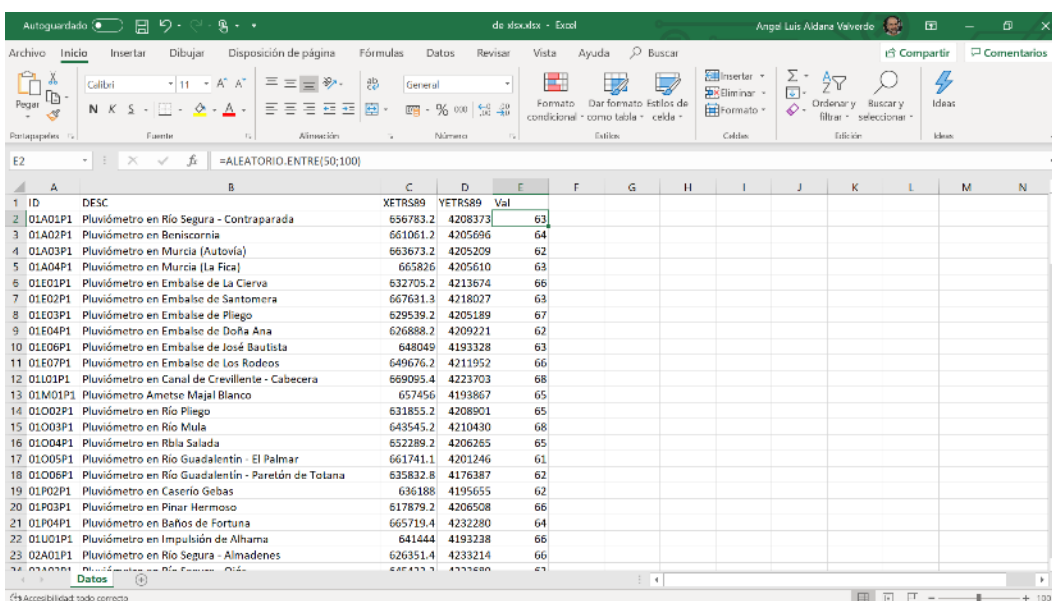 Autoguardado de xlsx.xlsx - Excel Angel Luis Aldana Valverde
Archivo Inicio Insertar Dibujar Disposición de página Fórmulas Datos Revisar Vista Ayuda Buscar Compartir Comentarios
Pegar Calibri 11 A A ab General Formato Dar formato Estilos de Insertar Eliminar Formato Ordenar y Buscar y Ideas
N K S % 000 condicional como tabla celda filtrar seleccionar
Portapapeles Fuente Alineación Número Estilos Celdas Edición Ideas
E2 fx =ALEATORIO.ENTRE(50;100)
A B C D E F G H I J K L M N
1 ID DESC XETRS89 YETRS89 Val
2 01A01P1 Pluviómetro en Río Segura - Contraparada 656783.2 4208373 63
3 01A02P1 Pluviómetro en Beniscornia 661061.2 4205696 64
4 01A03P1 Pluviómetro en Murcia (Autovía) 663673.2 4205209 62
5 01A04P1 Pluviómetro en Murcia (La Fica) 665826 4205610 63
6 01E01P1 Pluviómetro en Embalse de La Cierva 632705.2 4213674 66
7 01E02P1 Pluviómetro en Embalse de Santomera 667631.3 4218027 63
8 01E03P1 Pluviómetro en Embalse de Pliego 629539.2 4205189 67
9 01E04P1 Pluviómetro en Embalse de Doña Ana 626888.2 4209221 62
10 01E06P1 Pluviómetro en Embalse de José Bautista 648049 4193328 63
11 01E07P1 Pluviómetro en Embalse de Los Rodeos 649676.2 4211952 66
12 01L01P1 Pluviómetro en Canal de Crevillente - Cabecera 669095.4 4223703 68
13 01M01P1 Pluviómetro Ametse Majal Blanco 657456 4193867 65
14 01O02P1 Pluviómetro en Río Pliego 631855.2 4208901 65
15 01O03P1 Pluviómetro en Río Mula 643545.2 4210430 68
16 01O04P1 Pluviómetro en Rbla Salada 652289.2 4206265 65
17 01O05P1 Pluviómetro en Río Guadalentín - El Palmar 661741.1 4201246 61
18 01O06P1 Pluviómetro en Río Guadalentín - Paretón de Totana 635832.8 4176387 62
19 01P02P1 Pluviómetro en Caserío Gebas 636188 4195655 62
20 01P03P1 Pluviómetro en Pinar Hermoso 617879.2 4206508 66
21 01P04P1 Pluviómetro en Baños de Fortuna 665719.4 4232280 64
22 01U01P1 Pluviómetro en Impulsión de Alhama 641444 4193238 66
23 02A01P1 Pluviómetro en Río Segura - Almadenes 626351.4 4233214 66
Datos
Accesibilidad: todo correcto 100